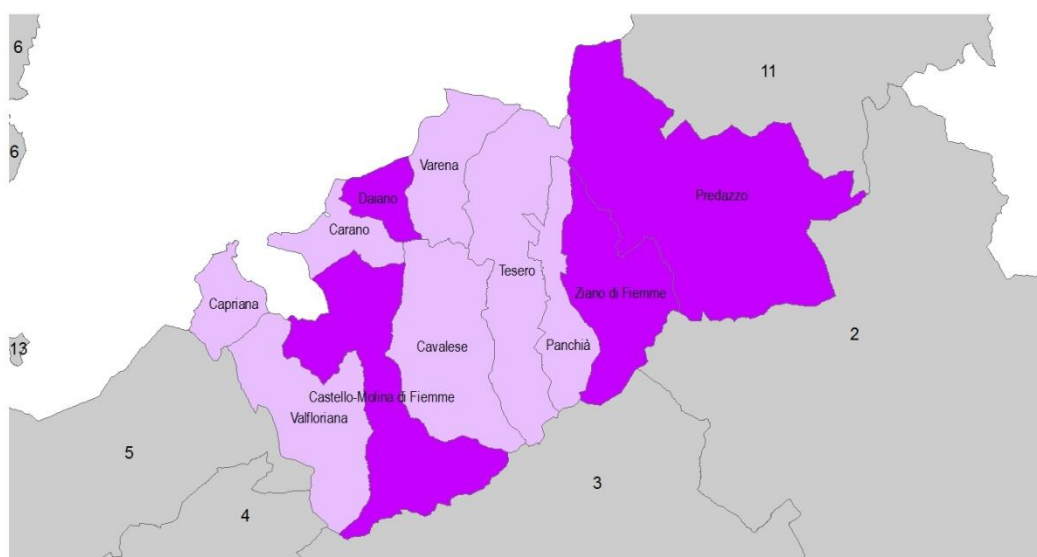 6
11
6
Varena
Daiano
Predazzo
Carano
Tesero
Ziano di Fiemme
Capriana
2
13
Cavalese
Panchià
Castello-Molina di Fiemme
Valfloriana
5
3
4